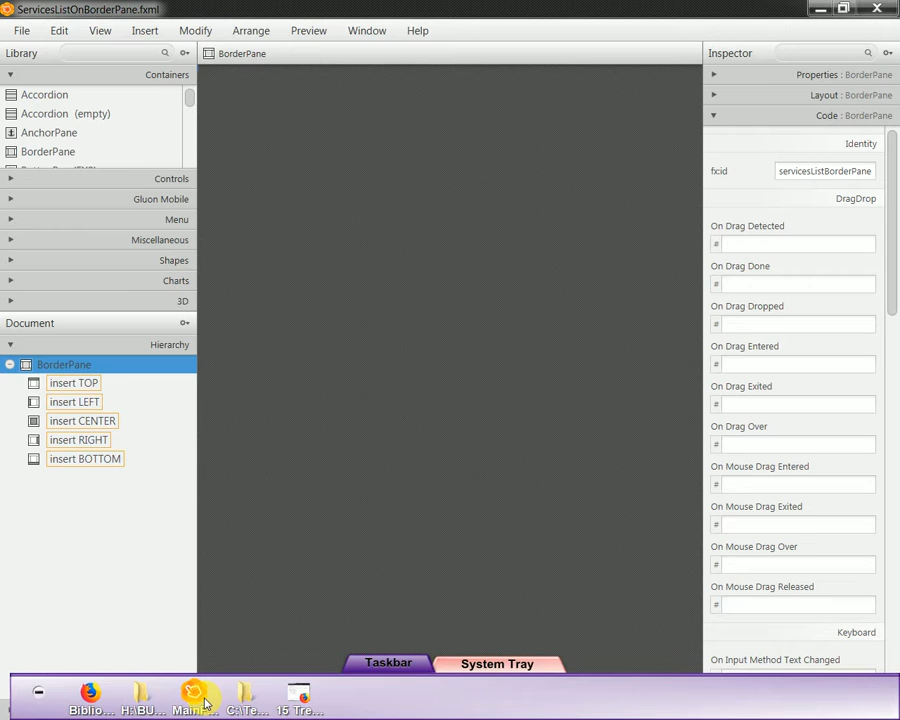 ServicesListOnBorderPane.fxml
File Edit View Insert Modify Arrange Preview Window Help
Library
BorderPane
Inspector
Containers
Accordion
Accordion (empty)
AnchorPane
BorderPane
Controls
Gluon Mobile
Menu
Miscellaneous
Shapes
Charts
3D
Document
Hierarchy
BorderPane
insert TOP
insert LEFT
insert CENTER
insert RIGHT
insert BOTTOM
Properties : BorderPane
Layout : BorderPane
Code : BorderPane
Identity
fx:id servicesListBorderPane
DragDrop
On Drag Detected
#
On Drag Done
#
On Drag Dropped
#
On Drag Entered
#
On Drag Exited
#
On Drag Over
#
On Mouse Drag Entered
#
On Mouse Drag Exited
#
On Mouse Drag Over
#
On Mouse Drag Released
#
Keyboard
On Input Method Text Changed
Taskbar System Tray
Biblio... H:\BU... C:\Te... 15 Tre...